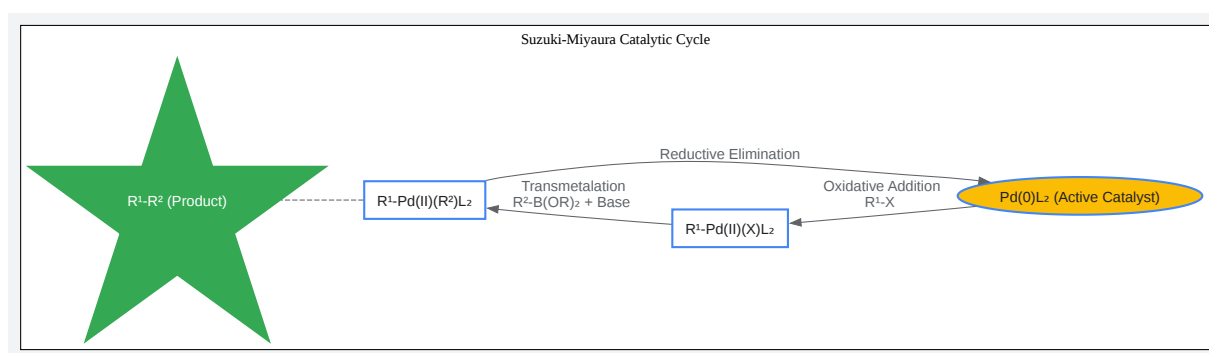 Suzuki-Miyaura Catalytic Cycle
Reductive Elimination
Transmetalation
R²-B(OR)₂ + Base
Oxidative Addition
R¹-X
R¹-R² (Product)
R¹-Pd(II)(R²)L₂
R¹-Pd(II)(X)L₂
Pd(0)L₂ (Active Catalyst)